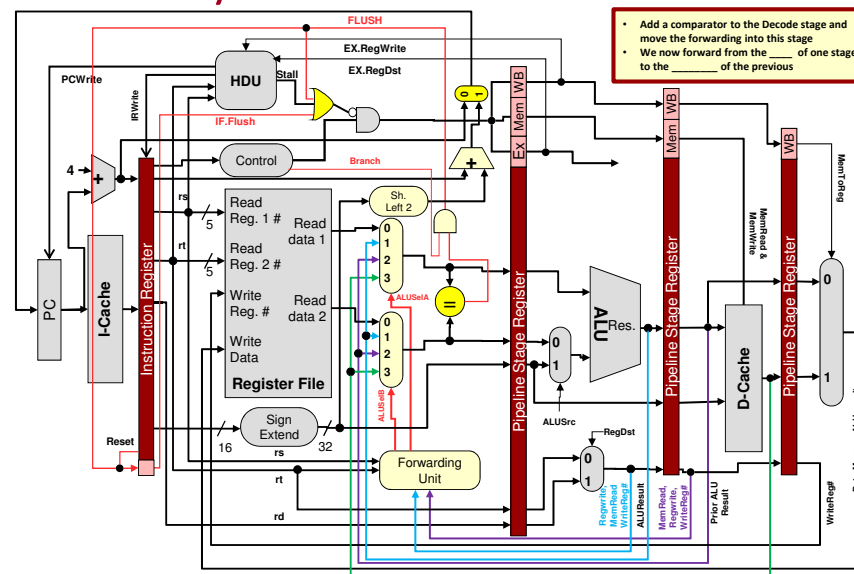 FLUSH
• Add a comparator to the Decode stage and
move the forwarding into this stage
• We now forward from the ____ of one stage
to the ________ of the previous
EX.RegWrite
EX.RegDst
PCWrite
IRWrite
HDU
Stall
IF.Flush
0
1
WB
Mem
Ex
WB
Mem
WB
MemToReg
4
+
Control
Branch
+
Sh.
Left 2
MemRead &
MemWrite
rs
5
rt
5
Read
Reg. 1 #
Read
Reg. 2 #
Write
Reg. #
Write
Data
Read
data 1
Read
data 2
Register File
0
1
2
3
ALUSelA
=
0
1
2
3
ALUSelB
PC
I-Cache
Instruction Register
Pipeline Stage Register
ALU
Res.
0
1
ALUSrc
Pipeline Stage Register
D-Cache
Pipeline Stage Register
0
1
Reset
16
Sign
Extend
32
rs
rt
rd
Forwarding
Unit
RegDst
0
1
Regwrite,
MemRead
WriteReg#
ALUResult
MemRead,
Regwrite,
WriteReg#
Prior ALU
Result
WriteReg#